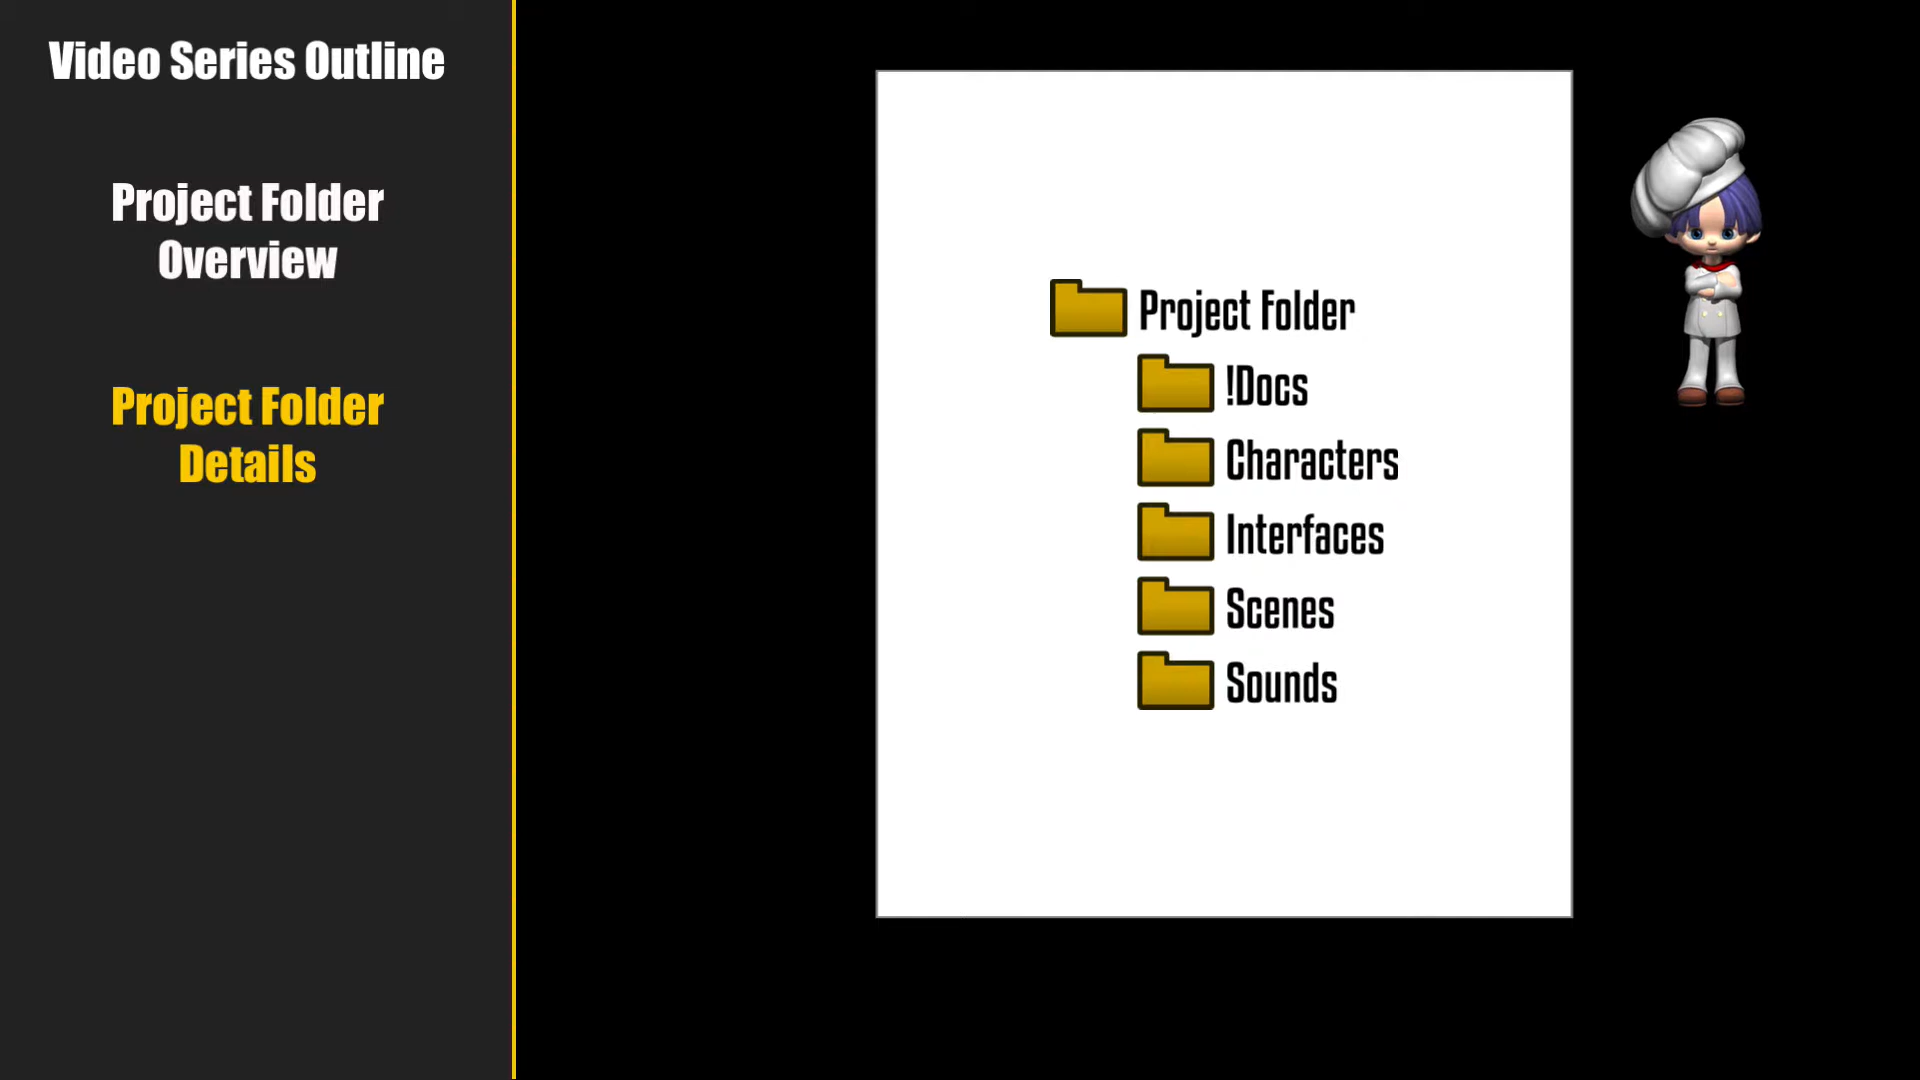 Video Series Outline
Project Folder
Overview
Project Folder
Details
Project Folder
!Docs
Characters
Interfaces
Scenes
Sounds